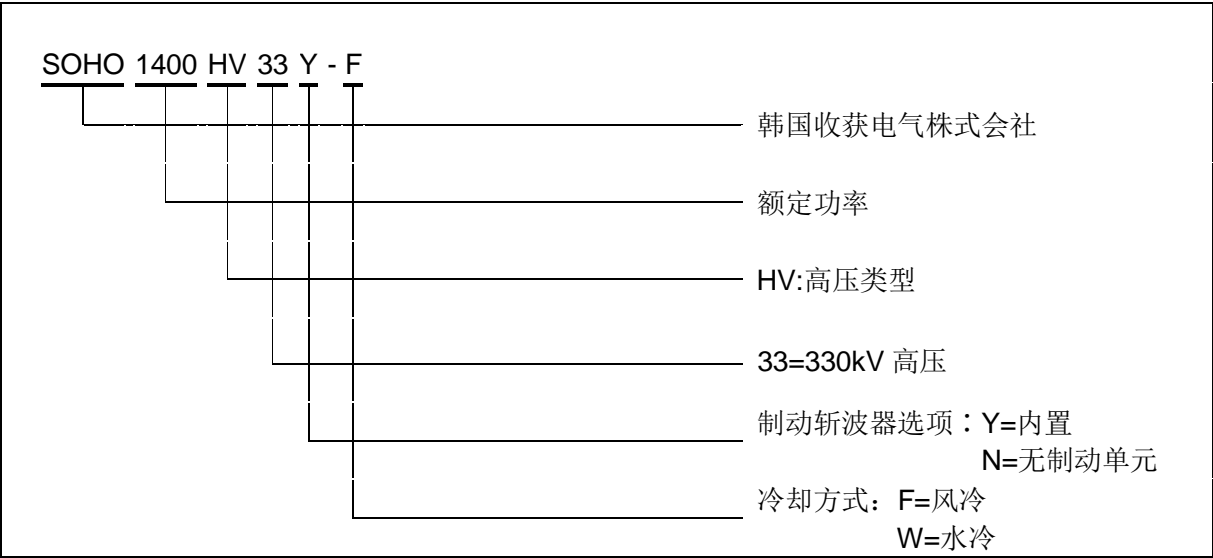 SOHO 1400 HV 33 Y - F
韩国收获电气株式会社
额定功率
HV:高压类型
33=330kV 高压
制动斩波器选项：Y=内置
N=无制动单元
冷却方式：F=风冷
W=水冷